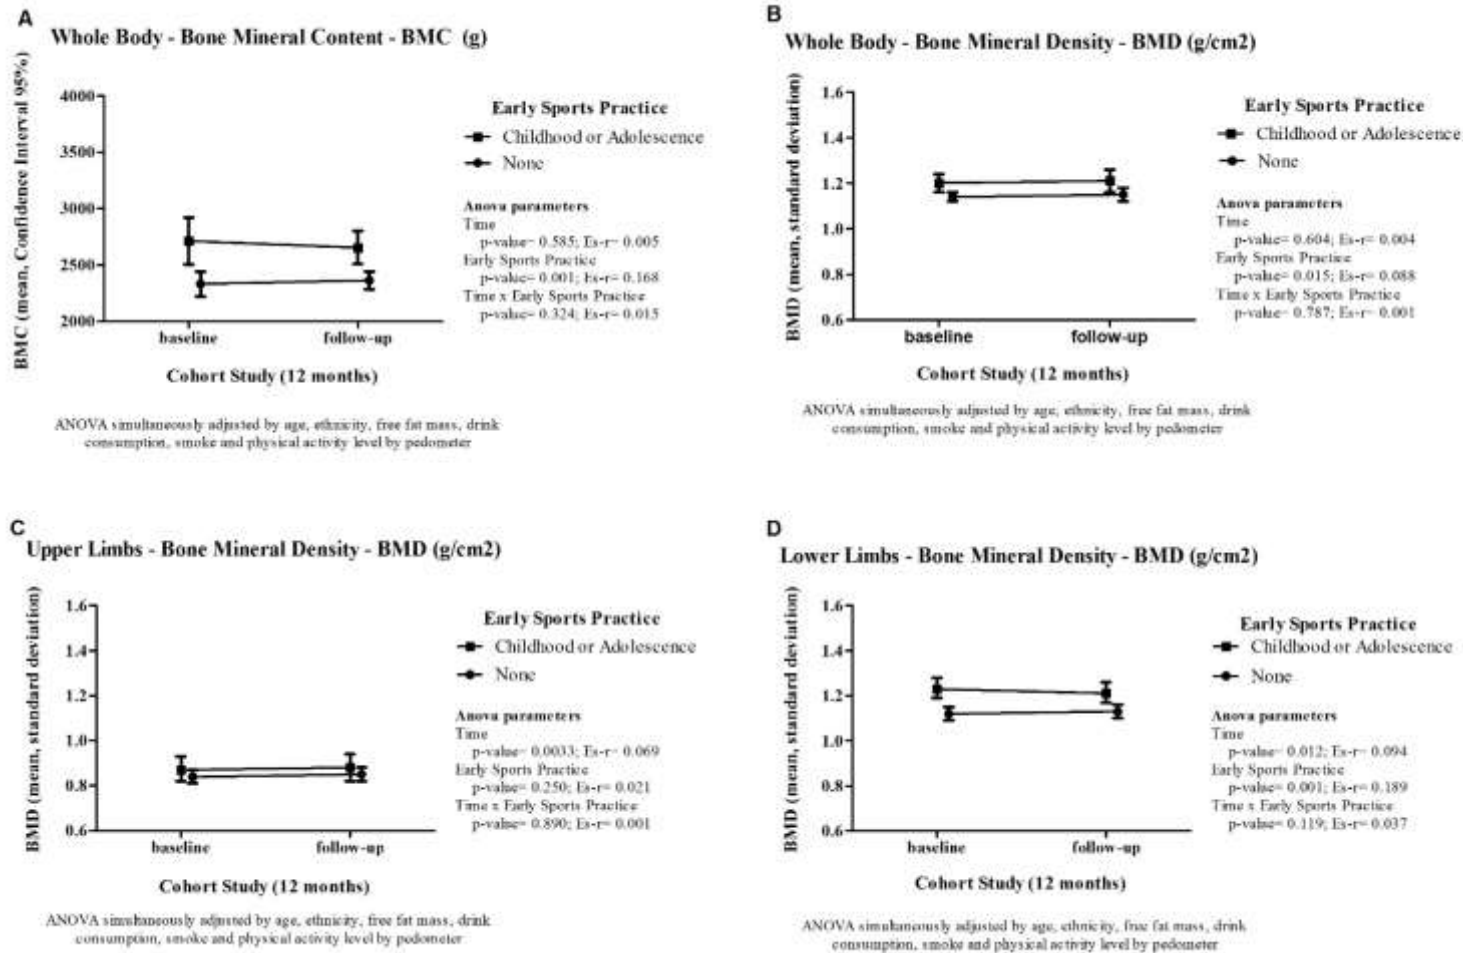 A
Whole Body - Bone Mineral Content - BMC (g)
BMC (mean, Confidence Interval 95%)
4000
3500
3000
2500
2000
baseline
follow-up
Cohort Study (12 months)
Early Sports Practice
Childhood or Adolescence
None
Anova parameters
Time
p-value= 0.585; Es-r= 0.005
Early Sports Practice
p-value= 0.001; Es-r= 0.168
Time x Early Sports Practice
p-value= 0.324; Es-r= 0.015
ANOVA simultaneously adjusted by age, ethnicity, free fat mass, drink
consumption, smoke and physical activity level by pedometer
B
Whole Body - Bone Mineral Density - BMD (g/cm2)
BMD (mean, standard deviation)
1.6
1.4
1.2
1.0
0.8
0.6
baseline
follow-up
Cohort Study (12 months)
Early Sports Practice
Childhood or Adolescence
None
Anova parameters
Time
p-value= 0.604; Es-r= 0.004
Early Sports Practice
p-value= 0.015; Es-r= 0.088
Time x Early Sports Practice
p-value= 0.787; Es-r= 0.001
ANOVA simultaneously adjusted by age, ethnicity, free fat mass, drink
consumption, smoke and physical activity level by pedometer
C
Upper Limbs - Bone Mineral Density - BMD (g/cm2)
BMD (mean, standard deviation)
1.6
1.4
1.2
1.0
0.8
0.6
baseline
follow-up
Cohort Study (12 months)
Early Sports Practice
Childhood or Adolescence
None
Anova parameters
Time
p-value= 0.0033; Es-r= 0.069
Early Sports Practice
p-value= 0.250; Es-r= 0.021
Time x Early Sports Practice
p-value= 0.890; Es-r= 0.001
ANOVA simultaneously adjusted by age, ethnicity, free fat mass, drink
consumption, smoke and physical activity level by pedometer
D
Lower Limbs - Bone Mineral Density - BMD (g/cm2)
BMD (mean, standard deviation)
1.6
1.4
1.2
1.0
0.8
0.6
baseline
follow-up
Cohort Study (12 months)
Early Sports Practice
Childhood or Adolescence
None
Anova parameters
Time
p-value= 0.012; Es-r= 0.094
Early Sports Practice
p-value= 0.001; Es-r= 0.189
Time x Early Sports Practice
p-value= 0.119; Es-r= 0.037
ANOVA simultaneously adjusted by age, ethnicity, free fat mass, drink
consumption, smoke and physical activity level by pedometer